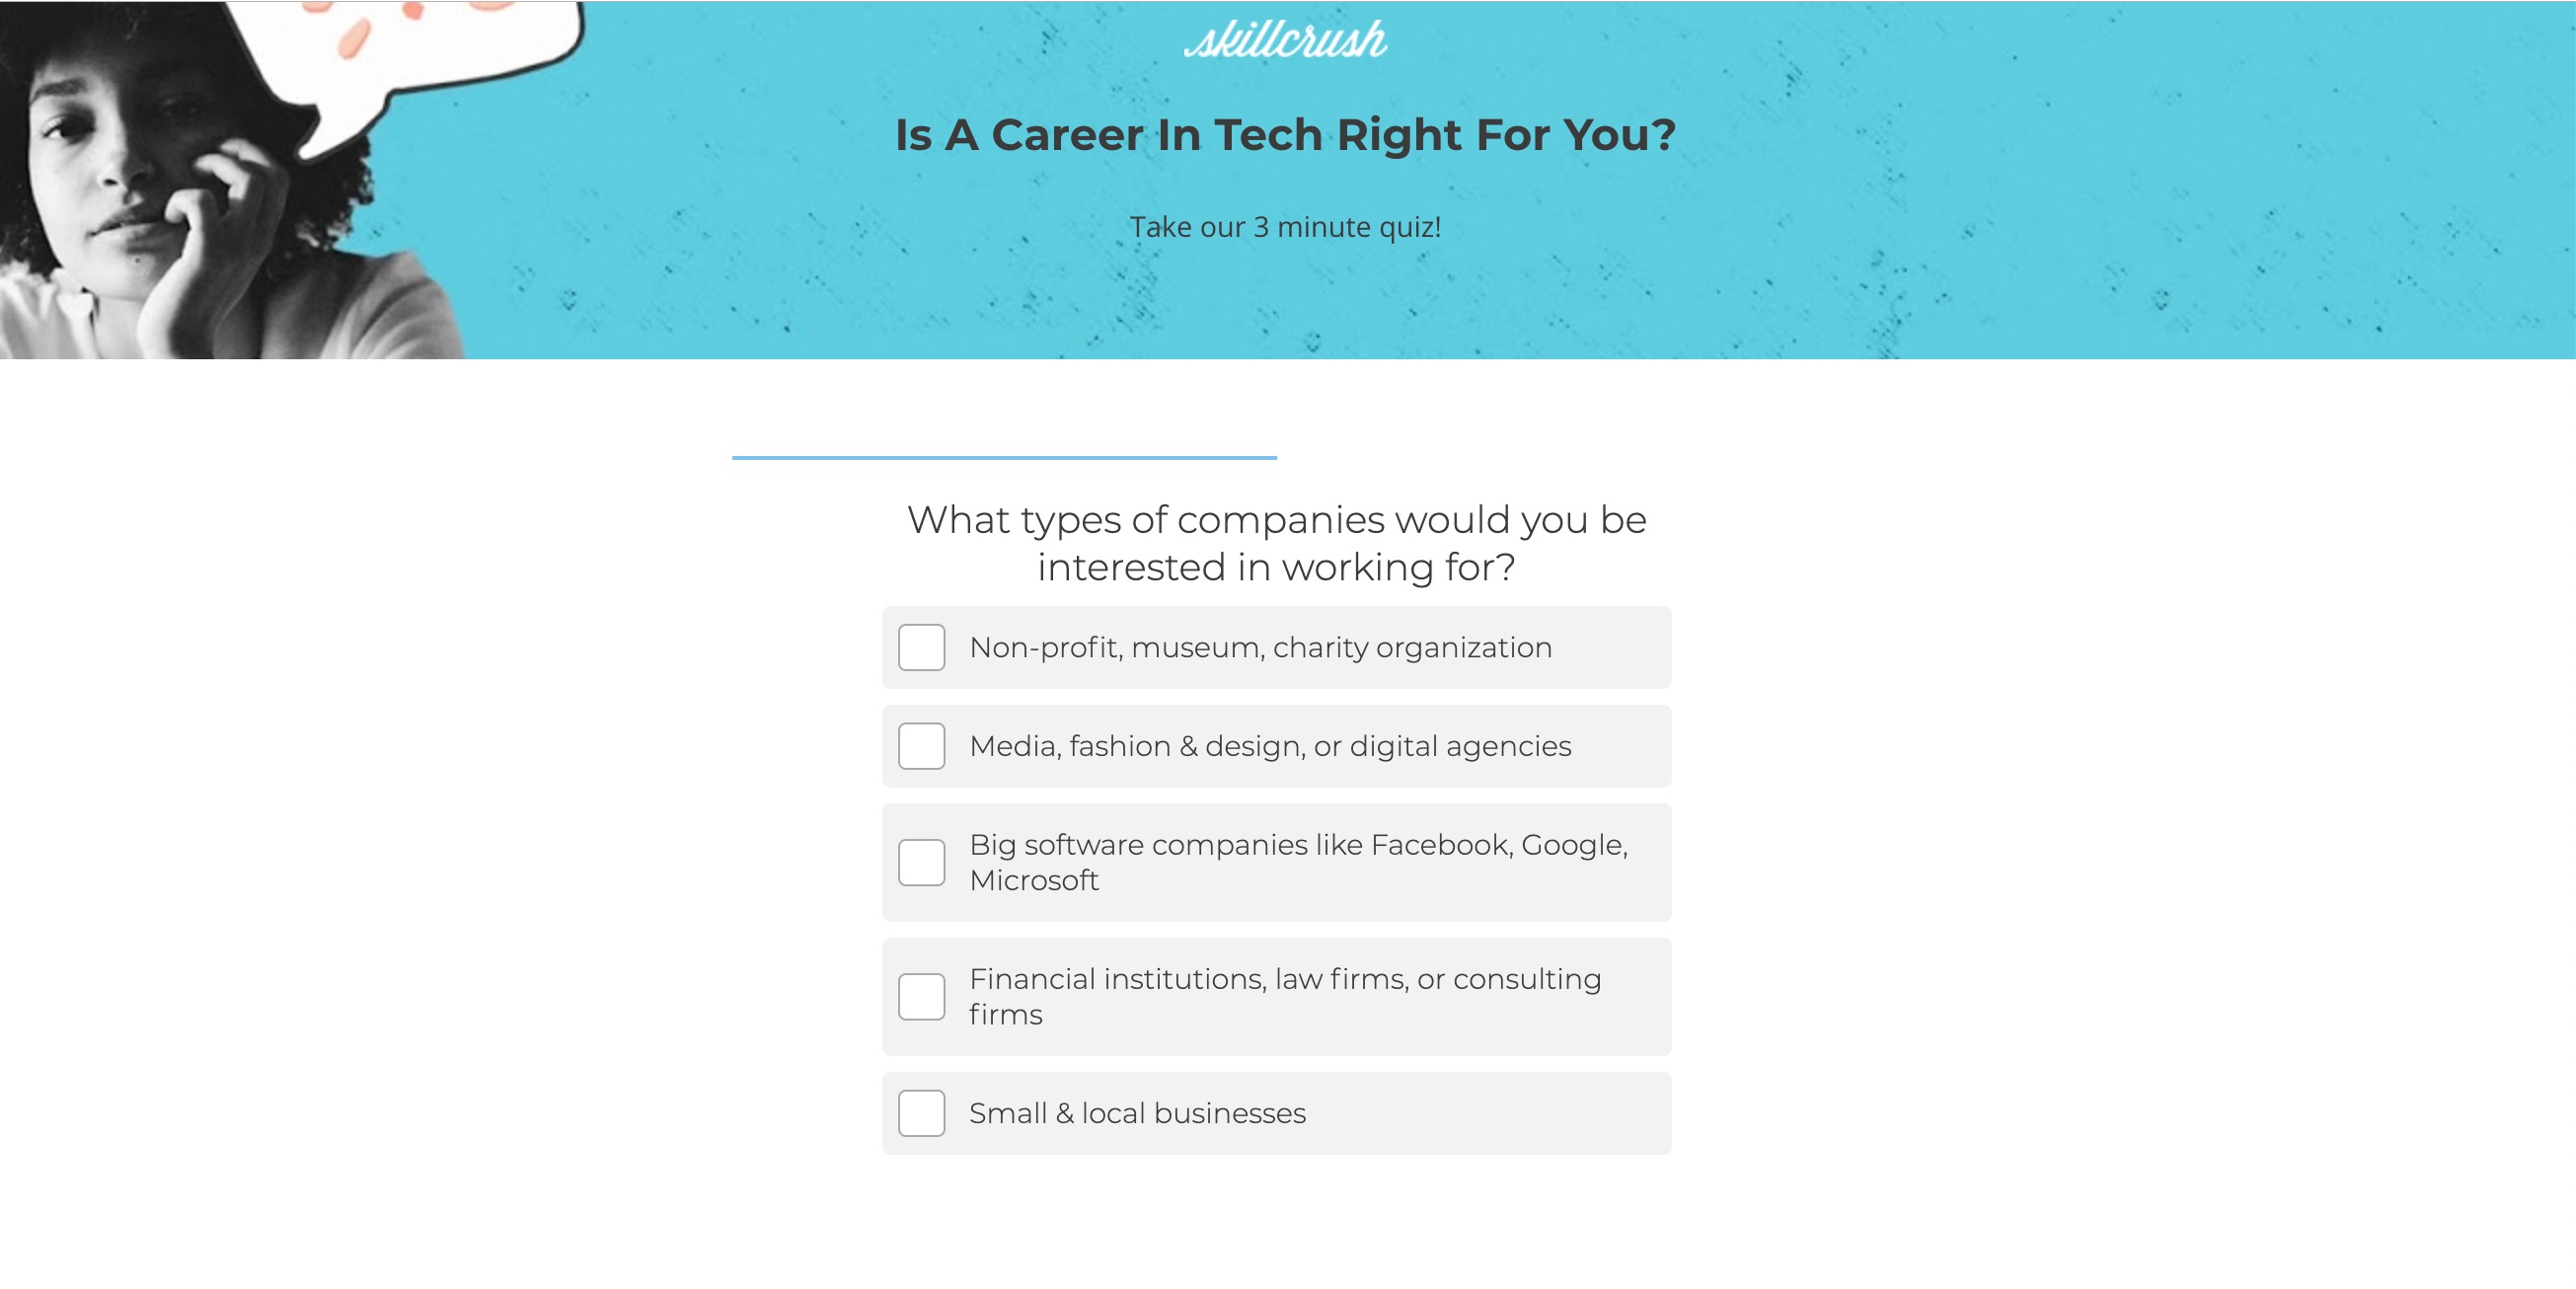 skillcrush
Is A Career In Tech Right For You?
Take our 3 minute quiz!
What types of companies would you be
interested in working for?
Non-profit, museum, charity organization
Media, fashion & design, or digital agencies
Big software companies like Facebook, Google,
Microsoft
Financial institutions, law firms, or consulting
firms
Small & local businesses